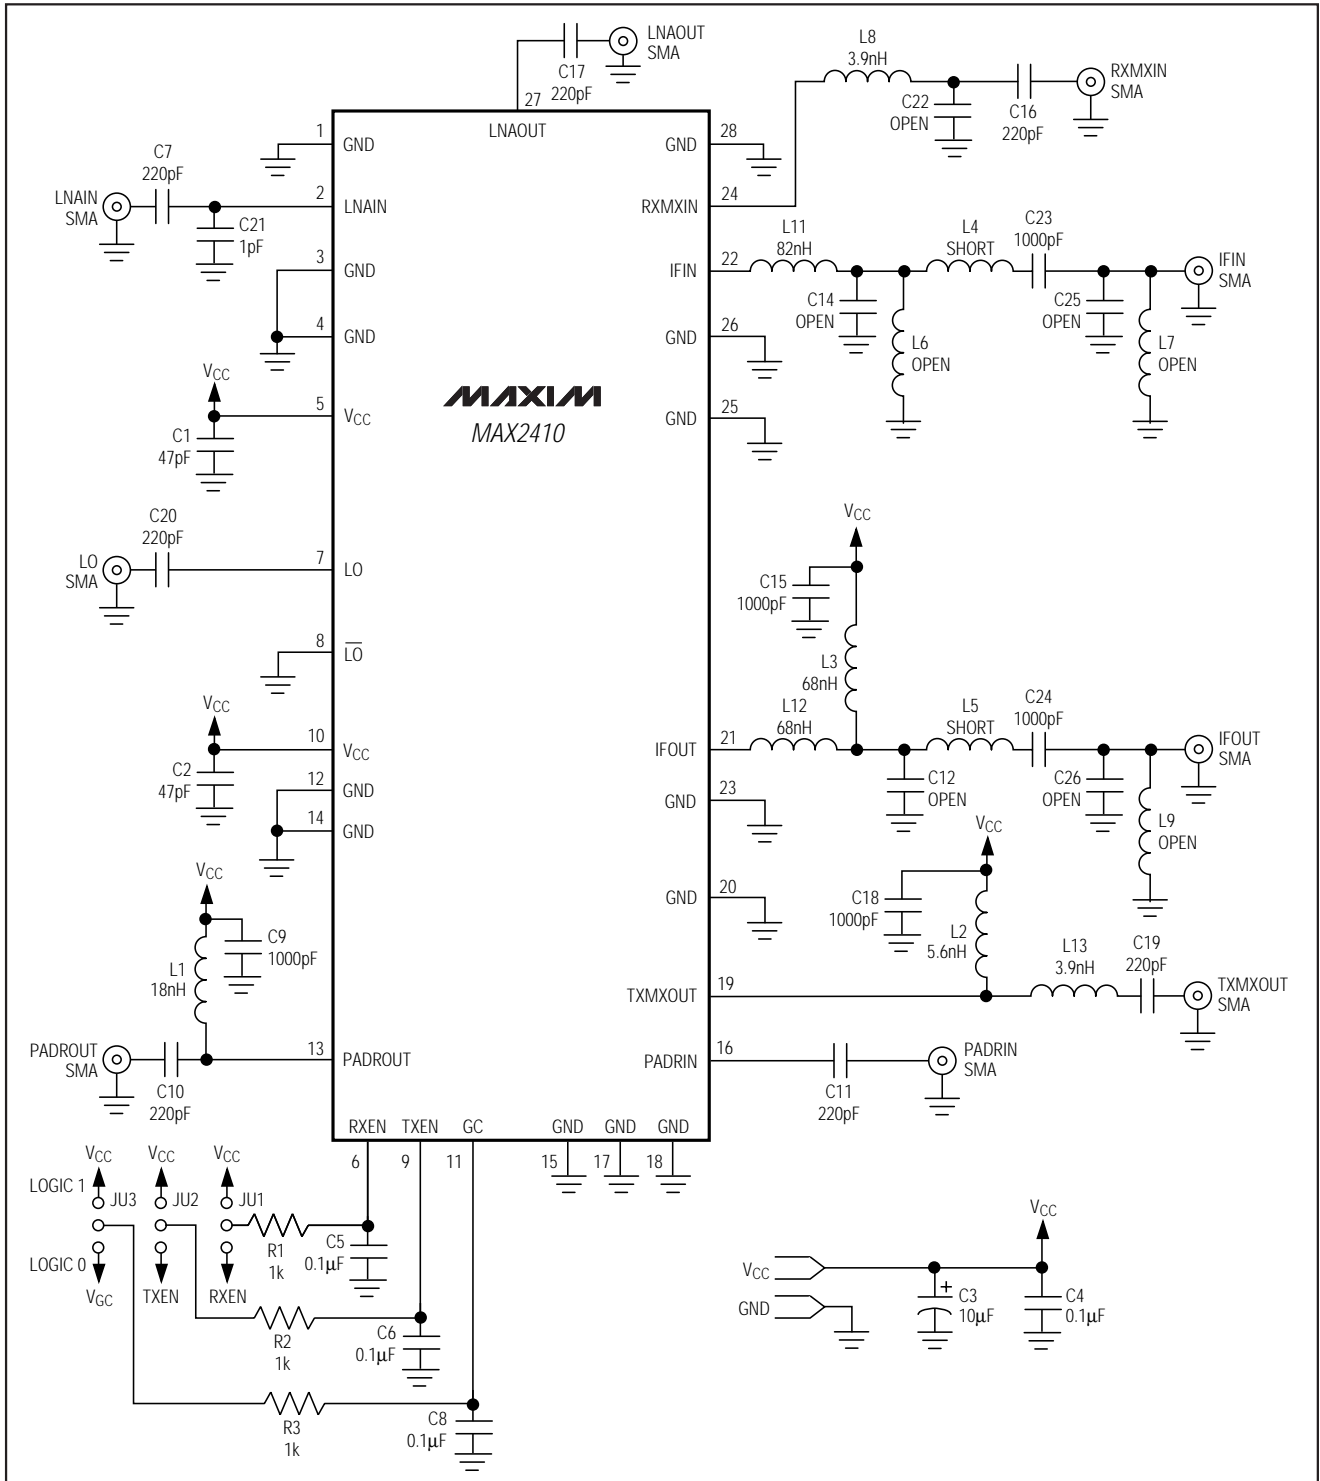 LNAOUT
SMA
C17
220pF
27
LNAOUT
L8
3.9nH
RXMXIN
SMA
C22
OPEN
C16
220pF
1
GND
28
GND
C7
220pF
LNAIN
SMA
2
LNAIN
C21
1pF
24
RXMXIN
3
GND
L11
82nH
L4
SHORT
C23
1000pF
22
IFIN
IFIN
SMA
C14
OPEN
L6
OPEN
C25
OPEN
L7
OPEN
4
GND
26
GND
VCC
5
VCC
C1
47pF
MAXIM
MAX2410
25
GND
C20
220pF
LO
SMA
7
LO
VCC
C15
1000pF
8
LO
L3
68nH
VCC
10
VCC
C2
47pF
L12
68nH
L5
SHORT
C24
1000pF
21
IFOUT
IFOUT
SMA
C12
OPEN
C26
OPEN
L9
OPEN
12
GND
14
GND
23
GND
VCC
C9
1000pF
L1
18nH
20
GND
VCC
C18
1000pF
L2
5.6nH
L13
3.9nH
C19
220pF
19
TXMXOUT
TXMXOUT
SMA
PADROUT
SMA
13
PADROUT
C10
220pF
16
PADRIN
C11
220pF
PADRIN
SMA
RXEN
TXEN
GC
GND
GND
GND
6
9
11
15
17
18
VCC
VCC
VCC
LOGIC 1
JU3
JU2
JU1
LOGIC 0
VGC
TXEN
RXEN
R1
1k
C5
0.1µF
R2
1k
C6
0.1µF
R3
1k
C8
0.1µF
VCC
VCC
GND
+
C3
10µF
C4
0.1µF